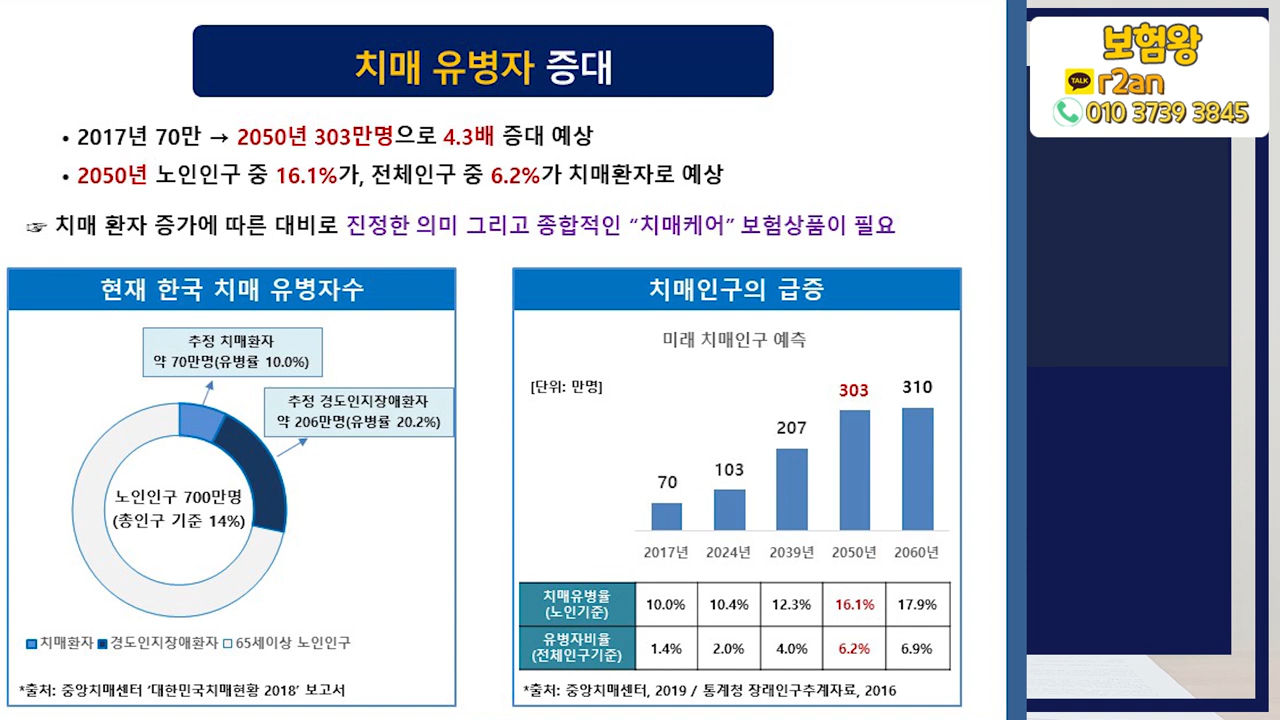 치매 유병자 증대
• 2017년 70만 → 2050년 303만명으로 4.3배 증대 예상
• 2050년 노인인구 중 16.1%가, 전체인구 중 6.2%가 치매환자로 예상
☞ 치매 환자 증가에 따른 대비로 진정한 의미 그리고 종합적인 “치매케어” 보험상품이 필요
현재 한국 치매 유병자수
추정 치매환자
약 70만명(유병률 10.0%)
추정 경도인지장애환자
약 206만명(유병률 20.2%)
노인인구 700만명
(총인구 기준 14%)
치매환자 경도인지장애환자 65세이상 노인인구
*출처: 중앙치매센터 ‘대한민국치매현황 2018’ 보고서
치매인구의 급증
미래 치매인구 예측
[단위: 만명]
70 103 207 303 310
2017년 2024년 2039년 2050년 2060년
치매유병율
(노인기준)
10.0% 10.4% 12.3% 16.1% 17.9%
유병자비율
(전체인구기준)
1.4% 2.0% 4.0% 6.2% 6.9%
*출처: 중앙치매센터, 2019 / 통계청 장래인구추계자료, 2016
보험왕
TALK r2an
010 3739 3845